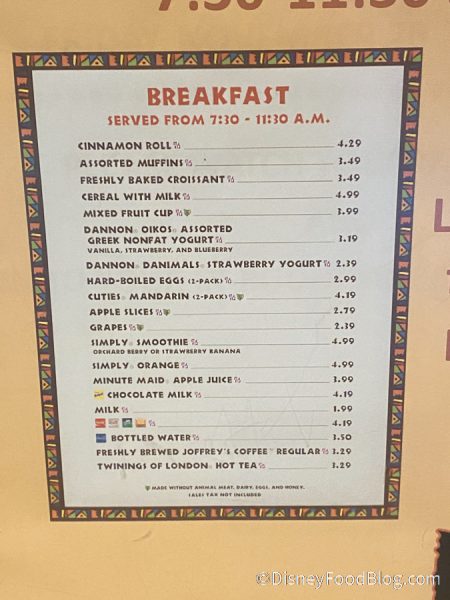 7:30-11:30
BREAKFAST
SERVED FROM 7:30 - 11:30 A.M.
CINNAMON ROLL 4.29
ASSORTED MUFFINS 3.49
FRESHLY BAKED CROISSANT 3.49
CEREAL WITH MILK 4.99
MIXED FRUIT CUP 3.99
DANNON® OIKOS® ASSORTED
GREEK NONFAT YOGURT 3.19
VANILLA, STRAWBERRY, AND BLUEBERRY
DANNON® DANIMALS® STRAWBERRY YOGURT 2.39
HARD-BOILED EGGS (2-PACK) 2.99
CUTIES® MANDARIN (2-PACK) 4.19
APPLE SLICES 2.79
GRAPES 2.39
SIMPLY® SMOOTHIE 4.99
ORCHARD BERRY OR STRAWBERRY BANANA
SIMPLY® ORANGE 4.99
MINUTE MAID® APPLE JUICE 3.99
CHOCOLATE MILK 4.19
MILK 1.99
4.19
BOTTLED WATER 3.50
FRESHLY BREWED JOFFREY'S COFFEE™ REGULAR 3.29
TWININGS OF LONDON® HOT TEA 3.29
MADE WITHOUT ANIMAL MEAT, DAIRY, EGGS, AND HONEY.
SALES TAX NOT INCLUDED
©DisneyFoodBlog.com